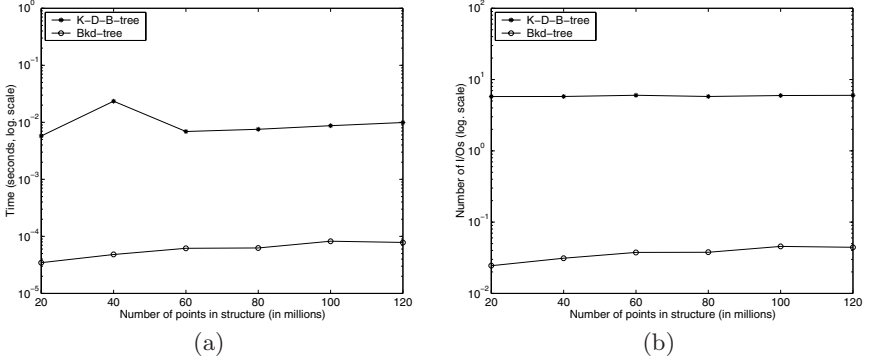 10^0
10^-1
10^-2
10^-3
10^-4
10^-5
Time (seconds, log. scale)
K-D-B-tree
Bkd-tree
20 40 60 80 100 120
Number of points in structure (in millions)
(a)
10^2
10^1
10^0
10^-1
10^-2
Number of I/Os (log. scale)
K-D-B-tree
Bkd-tree
20 40 60 80 100 120
Number of points in structure (in millions)
(b)